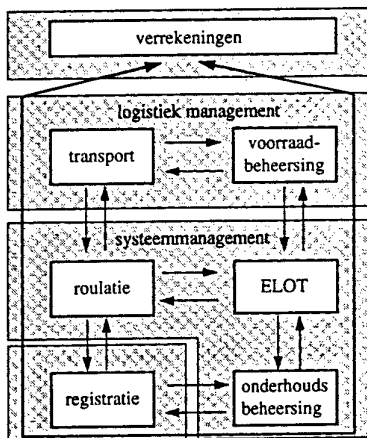 verrekeningen
logistiek management
transport
voorraad-
beheersing
systeemmanagement
roulatie
ELOT
registratie
onderhouds
beheersing